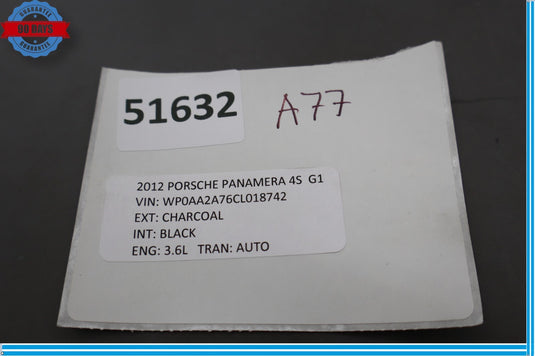 GUARANTEE
90 DAYS
GUARANTEE
51632
A77
2012 PORSCHE PANAMERA 4S G1
VIN: WP0AA2A76CL018742
EXT: CHARCOAL
INT: BLACK
ENG: 3.6L TRAN: AUTO